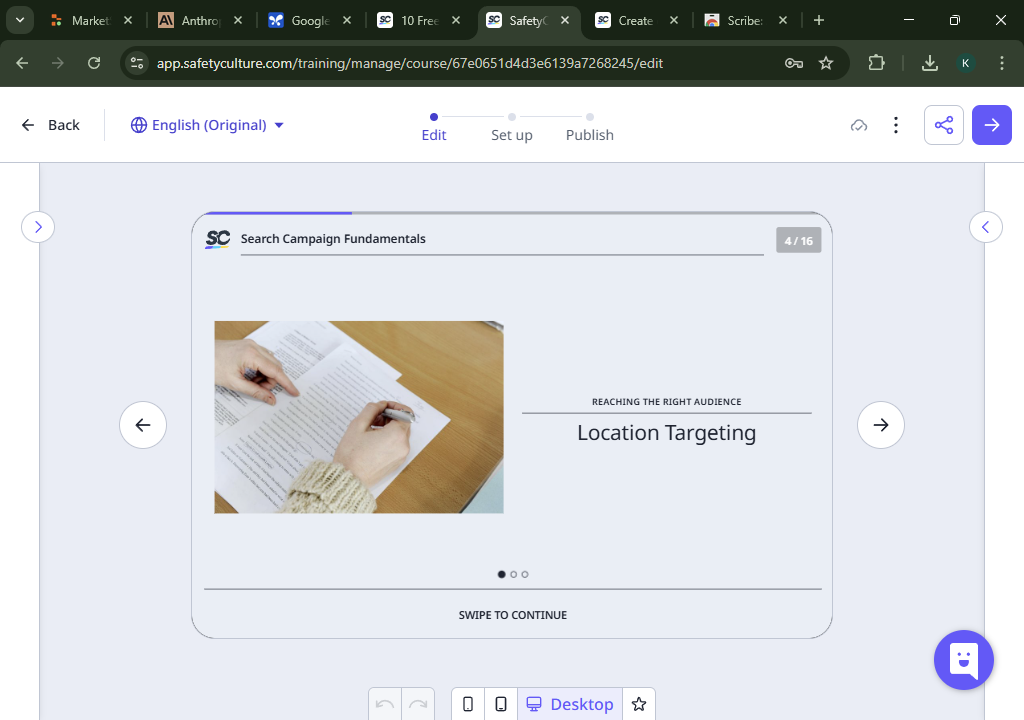 Market
Anthro
Google
10 Free
SafetyC
Create
Scribe:
app.safetyculture.com/training/manage/course/67e0651d4d3e6139a7268245/edit
K
Back
English (Original)
Edit
Set up
Publish
SC
Search Campaign Fundamentals
4 / 16
REACHING THE RIGHT AUDIENCE
Location Targeting
SWIPE TO CONTINUE
Desktop